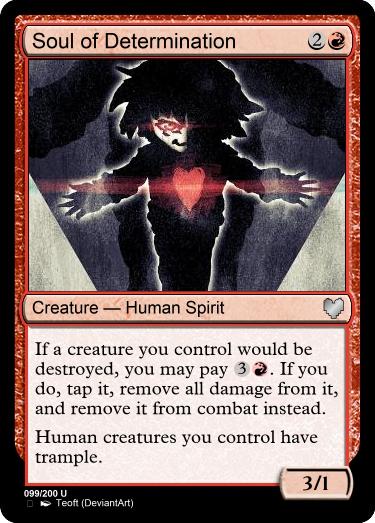 Soul of Determination 2
Creature — Human Spirit
If a creature you control would be
destroyed, you may pay 3 . If you
do, tap it, remove all damage from it,
and remove it from combat instead.
Human creatures you control have
trample.
3/1
099/200 U
Teoft (DeviantArt)